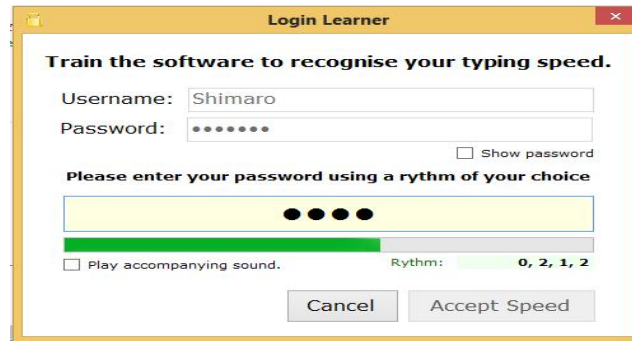 Login Learner
Train the software to recognise your typing speed.
Username: Shimaro
Password: •••••••
Show password
Please enter your password using a rythm of your choice
●●●●
Play accompanying sound. Rythm: 0, 2, 1, 2
Cancel Accept Speed